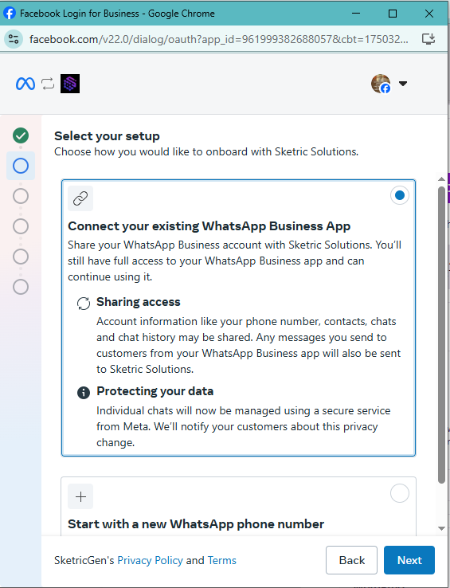 Facebook Login for Business - Google Chrome
facebook.com/v22.0/dialog/oauth?app_id=961999382688057&cbt=175032...
Select your setup
Choose how you would like to onboard with Sketric Solutions.
Connect your existing WhatsApp Business App
Share your WhatsApp Business account with Sketric Solutions. You'll
still have full access to your WhatsApp Business app and can
continue using it.
Sharing access
Account information like your phone number, contacts, chats
and chat history may be shared. Any messages you send to
customers from your WhatsApp Business app will also be sent
to Sketric Solutions.
Protecting your data
Individual chats will now be managed using a secure service
from Meta. We'll notify your customers about this privacy
change.
Start with a new WhatsApp phone number
SketricGen's Privacy Policy and Terms
Back
Next